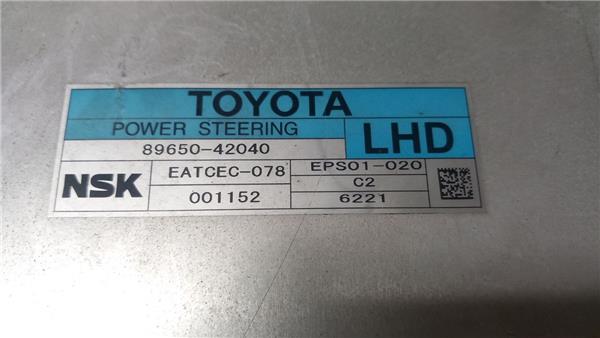 TOYOTA
POWER STEERING
LHD
89650-42040
NSK
EATCEC-078
EPS01-020
C2
001152
6221